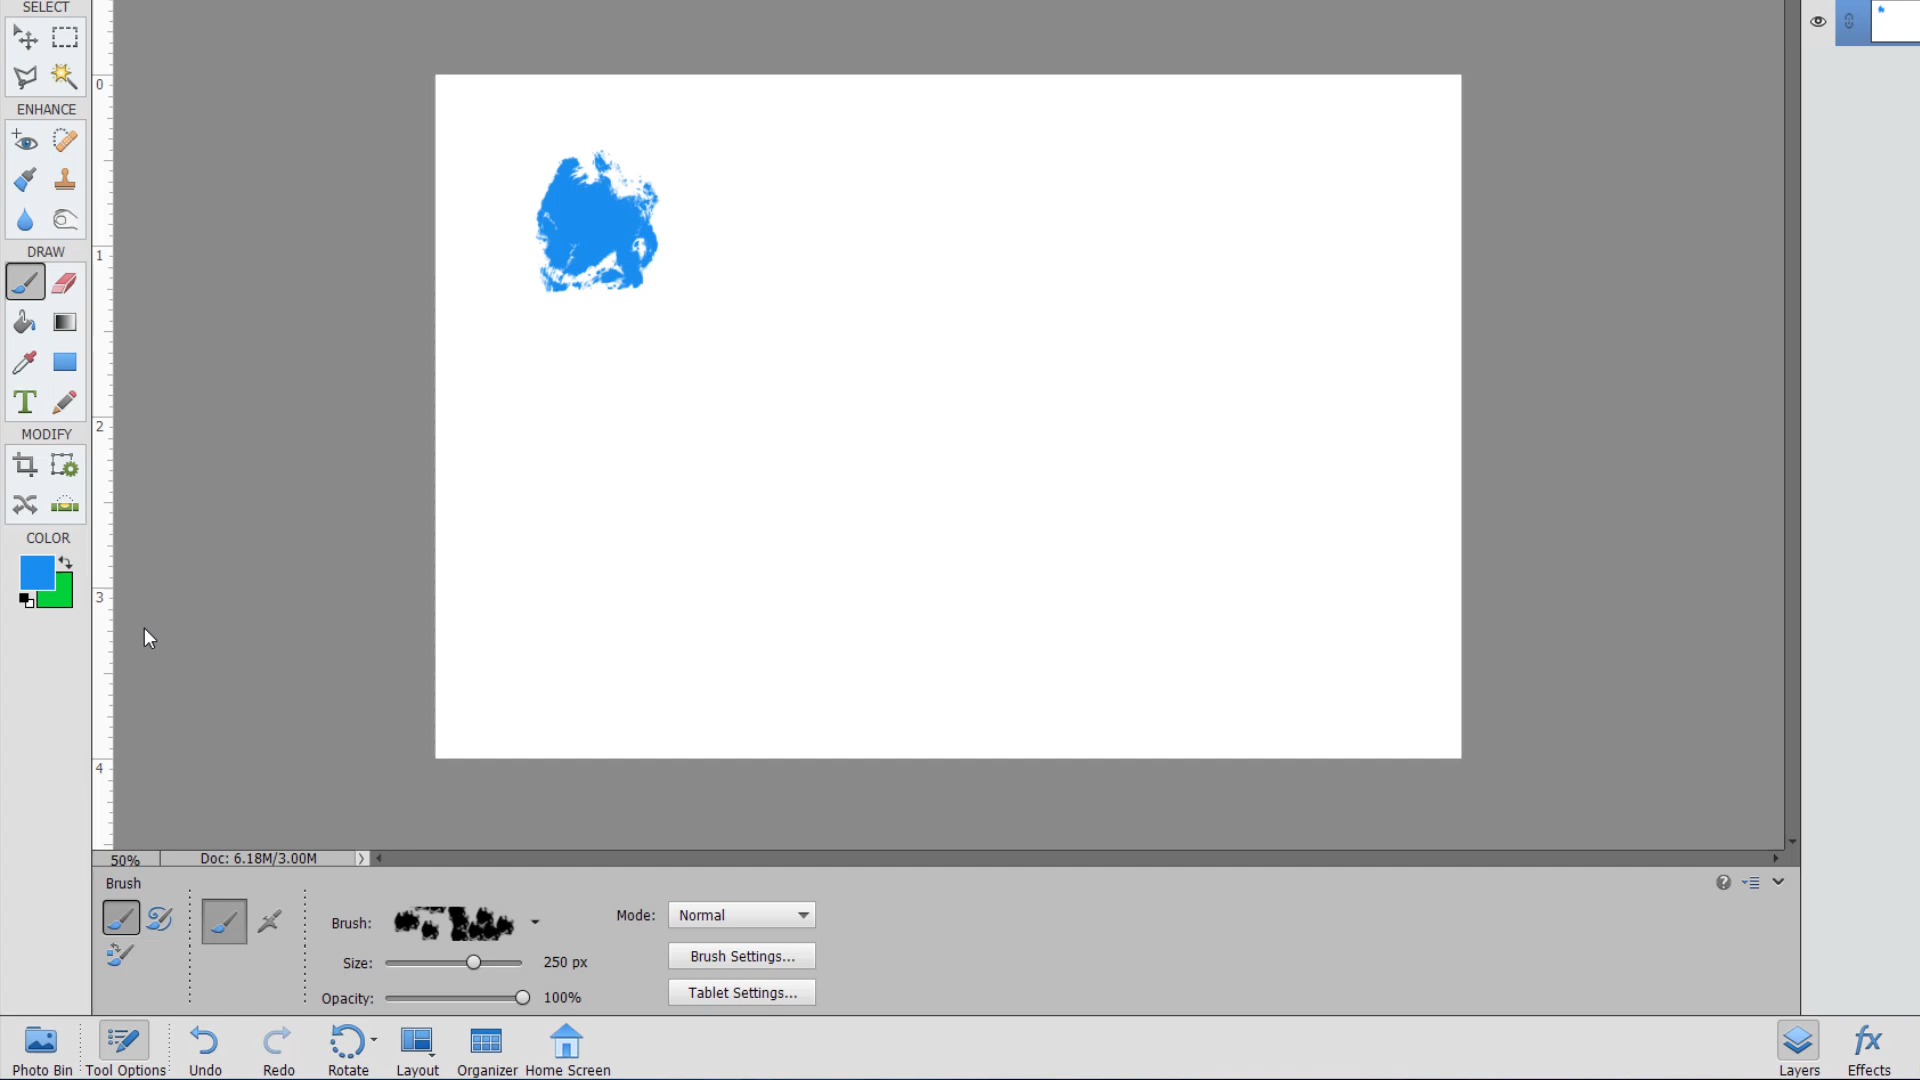 SELECT
ENHANCE
DRAW
T
MODIFY
COLOR
0
1
2
3
4
50%
Doc: 6.18M/3.00M
Brush
Brush:
Size:
250 px
Opacity:
100%
Mode:
Normal
Brush Settings...
Tablet Settings...
?
Photo Bin
Tool Options
Undo
Redo
Rotate
Layout
Organizer
Home Screen
Layers
fx
Effects